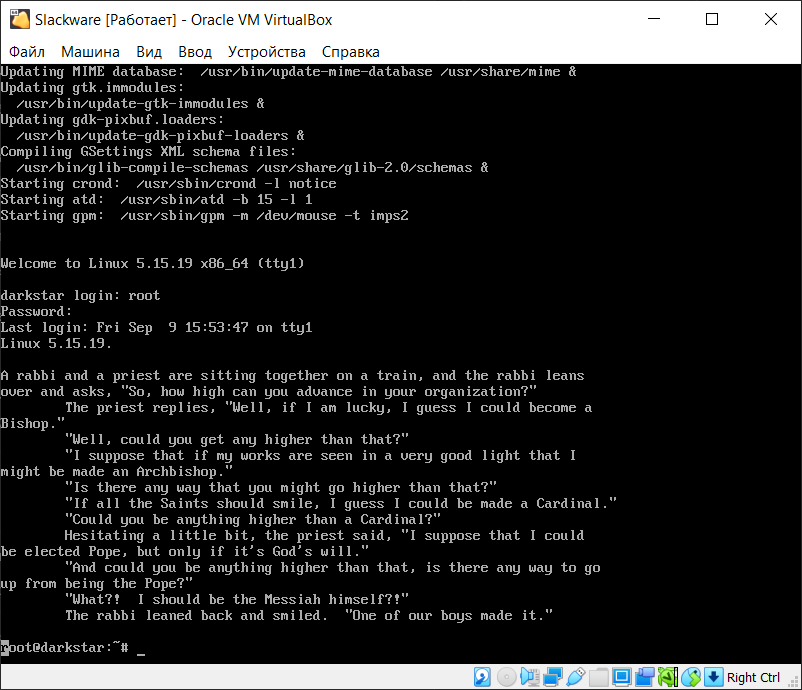 Slackware [Работает] - Oracle VM VirtualBox
Файл Машина Вид Ввод Устройства Справка
Updating MIME database:  /usr/bin/update-mime-database /usr/share/mime &
Updating gtk.immodules:
  /usr/bin/update-gtk-immodules &
Updating gdk-pixbuf.loaders:
  /usr/bin/update-gdk-pixbuf-loaders &
Compiling GSettings XML schema files:
  /usr/bin/glib-compile-schemas /usr/share/glib-2.0/schemas &
Starting crond:  /usr/sbin/crond -l notice
Starting atd:  /usr/sbin/atd -b 15 -l 1
Starting gpm:  /usr/sbin/gpm -m /dev/mouse -t imps2
Welcome to Linux 5.15.19 x86_64 (tty1)
darkstar login: root
Password:
Last login: Fri Sep  9 15:53:47 on tty1
Linux 5.15.19.
A rabbi and a priest are sitting together on a train, and the rabbi leans
over and asks, "So, how high can you advance in your organization?"
        The priest replies, "Well, if I am lucky, I guess I could become a
Bishop."
        "Well, could you get any higher than that?"
        "I suppose that if my works are seen in a very good light that I
might be made an Archbishop."
        "Is there any way that you might go higher than that?"
        "If all the Saints should smile, I guess I could be made a Cardinal."
        "Could you be anything higher than a Cardinal?"
        Hesitating a little bit, the priest said, "I suppose that I could
be elected Pope, but only if it's God's will."
        "And could you be anything higher than that, is there any way to go
up from being the Pope?"
        "What?!  I should be the Messiah himself?!"
        The rabbi leaned back and smiled.  "One of our boys made it."
root@darkstar:~# _
Right Ctrl